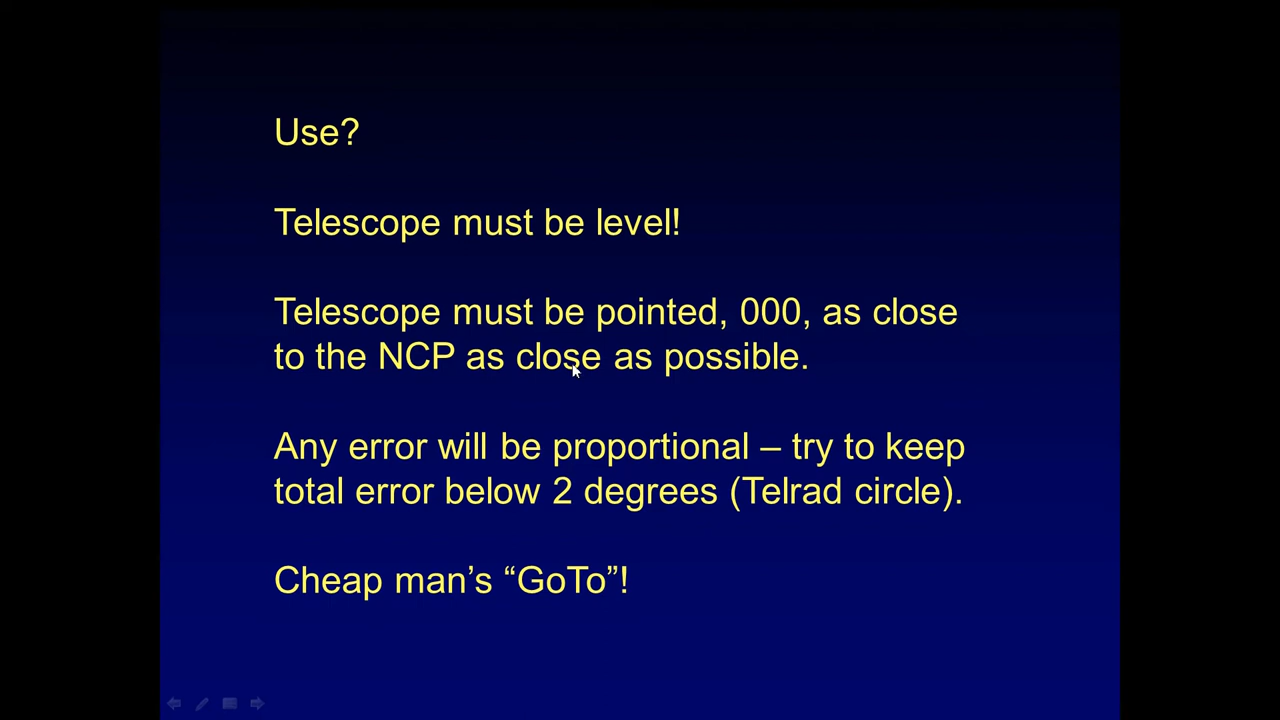 Use?
Telescope must be level!
Telescope must be pointed, 000, as close
to the NCP as close as possible.
Any error will be proportional – try to keep
total error below 2 degrees (Telrad circle).
Cheap man’s “GoTo”!